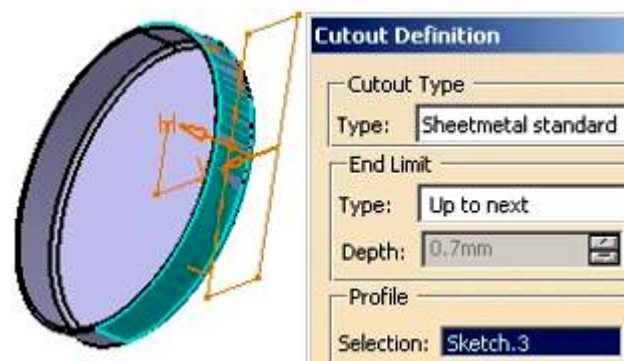 Cutout Definition
Cutout Type
Type: Sheetmetal standard
End Limit
Type: Up to next
Depth: 0.7mm
Profile
Selection: Sketch.3
H
V